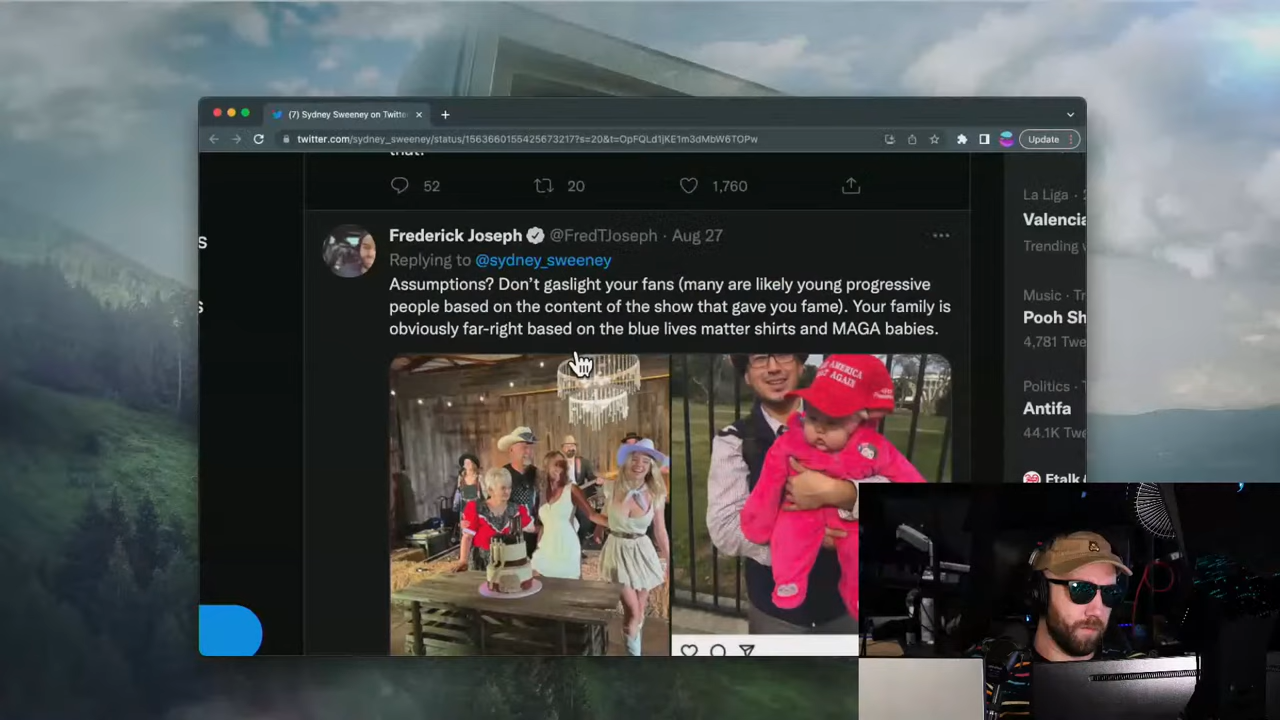 (7) Sydney Sweeney on Twitte
twitter.com/sydney_sweeney/status/1563660155425673217?s=20&t=OpFQLd1jKE1m3dMbW6TOPw
Update
that!
52
20
1,760
Frederick Joseph @FredTJoseph · Aug 27
Replying to @sydney_sweeney
Assumptions? Don't gaslight your fans (many are likely young progressive
people based on the content of the show that gave you fame). Your family is
obviously far-right based on the blue lives matter shirts and MAGA babies.
AMERICA
AGAIN
La Liga ·
Valencia
Trending
Music · Tr
Pooh Sh
4,781 Twe
Politics · T
Antifa
44.1K Twe
Etalk